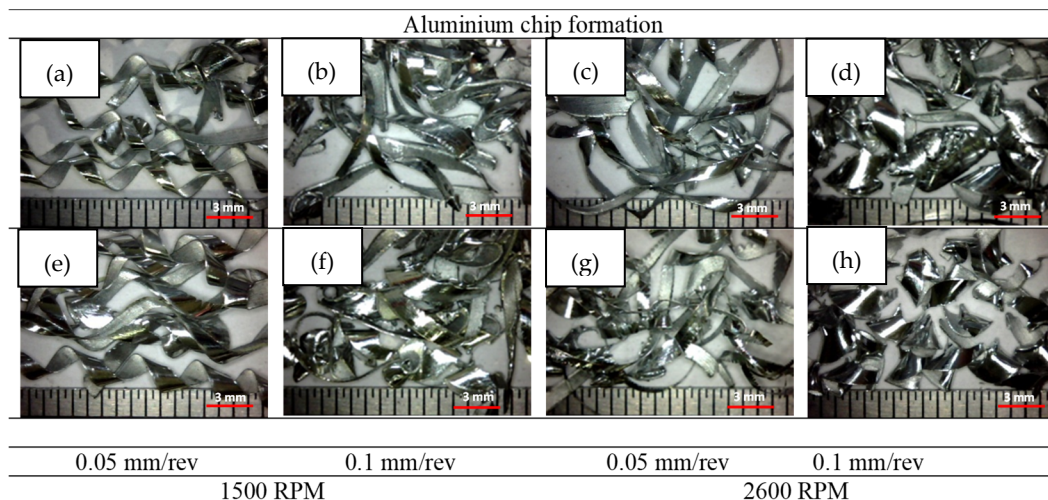 Aluminium chip formation
(a) (b) (c) (d)
3 mm 3 mm 3 mm 3 mm
(e) (f) (g) (h)
3 mm 3 mm 3 mm 3 mm
0.05 mm/rev 0.1 mm/rev 0.05 mm/rev 0.1 mm/rev
1500 RPM 2600 RPM